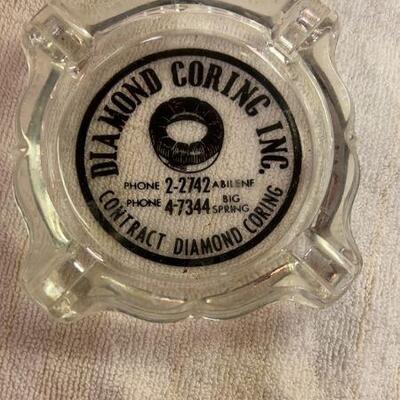 DIAMOND CORING INC.
PHONE 2-2742 ABILENE
PHONE 4-7344 BIG SPRING
CONTRACT DIAMOND CORING